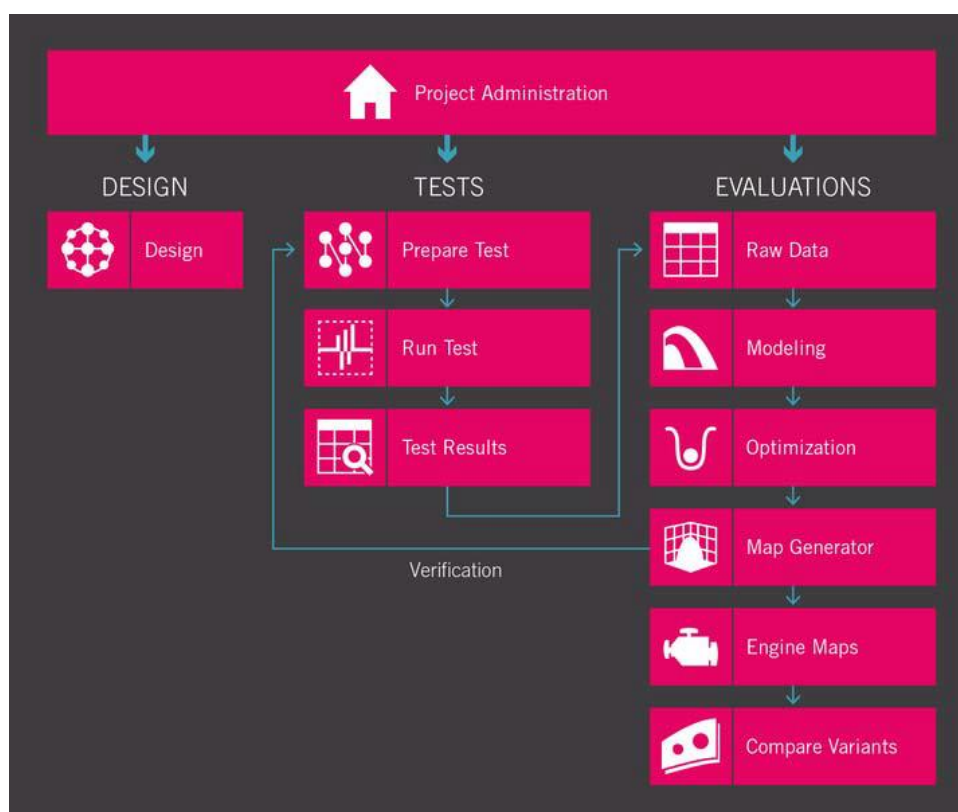 Project Administration
DESIGN
Design
TESTS
Prepare Test
Run Test
Test Results
EVALUATIONS
Raw Data
Modeling
Optimization
Map Generator
Verification
Engine Maps
Compare Variants